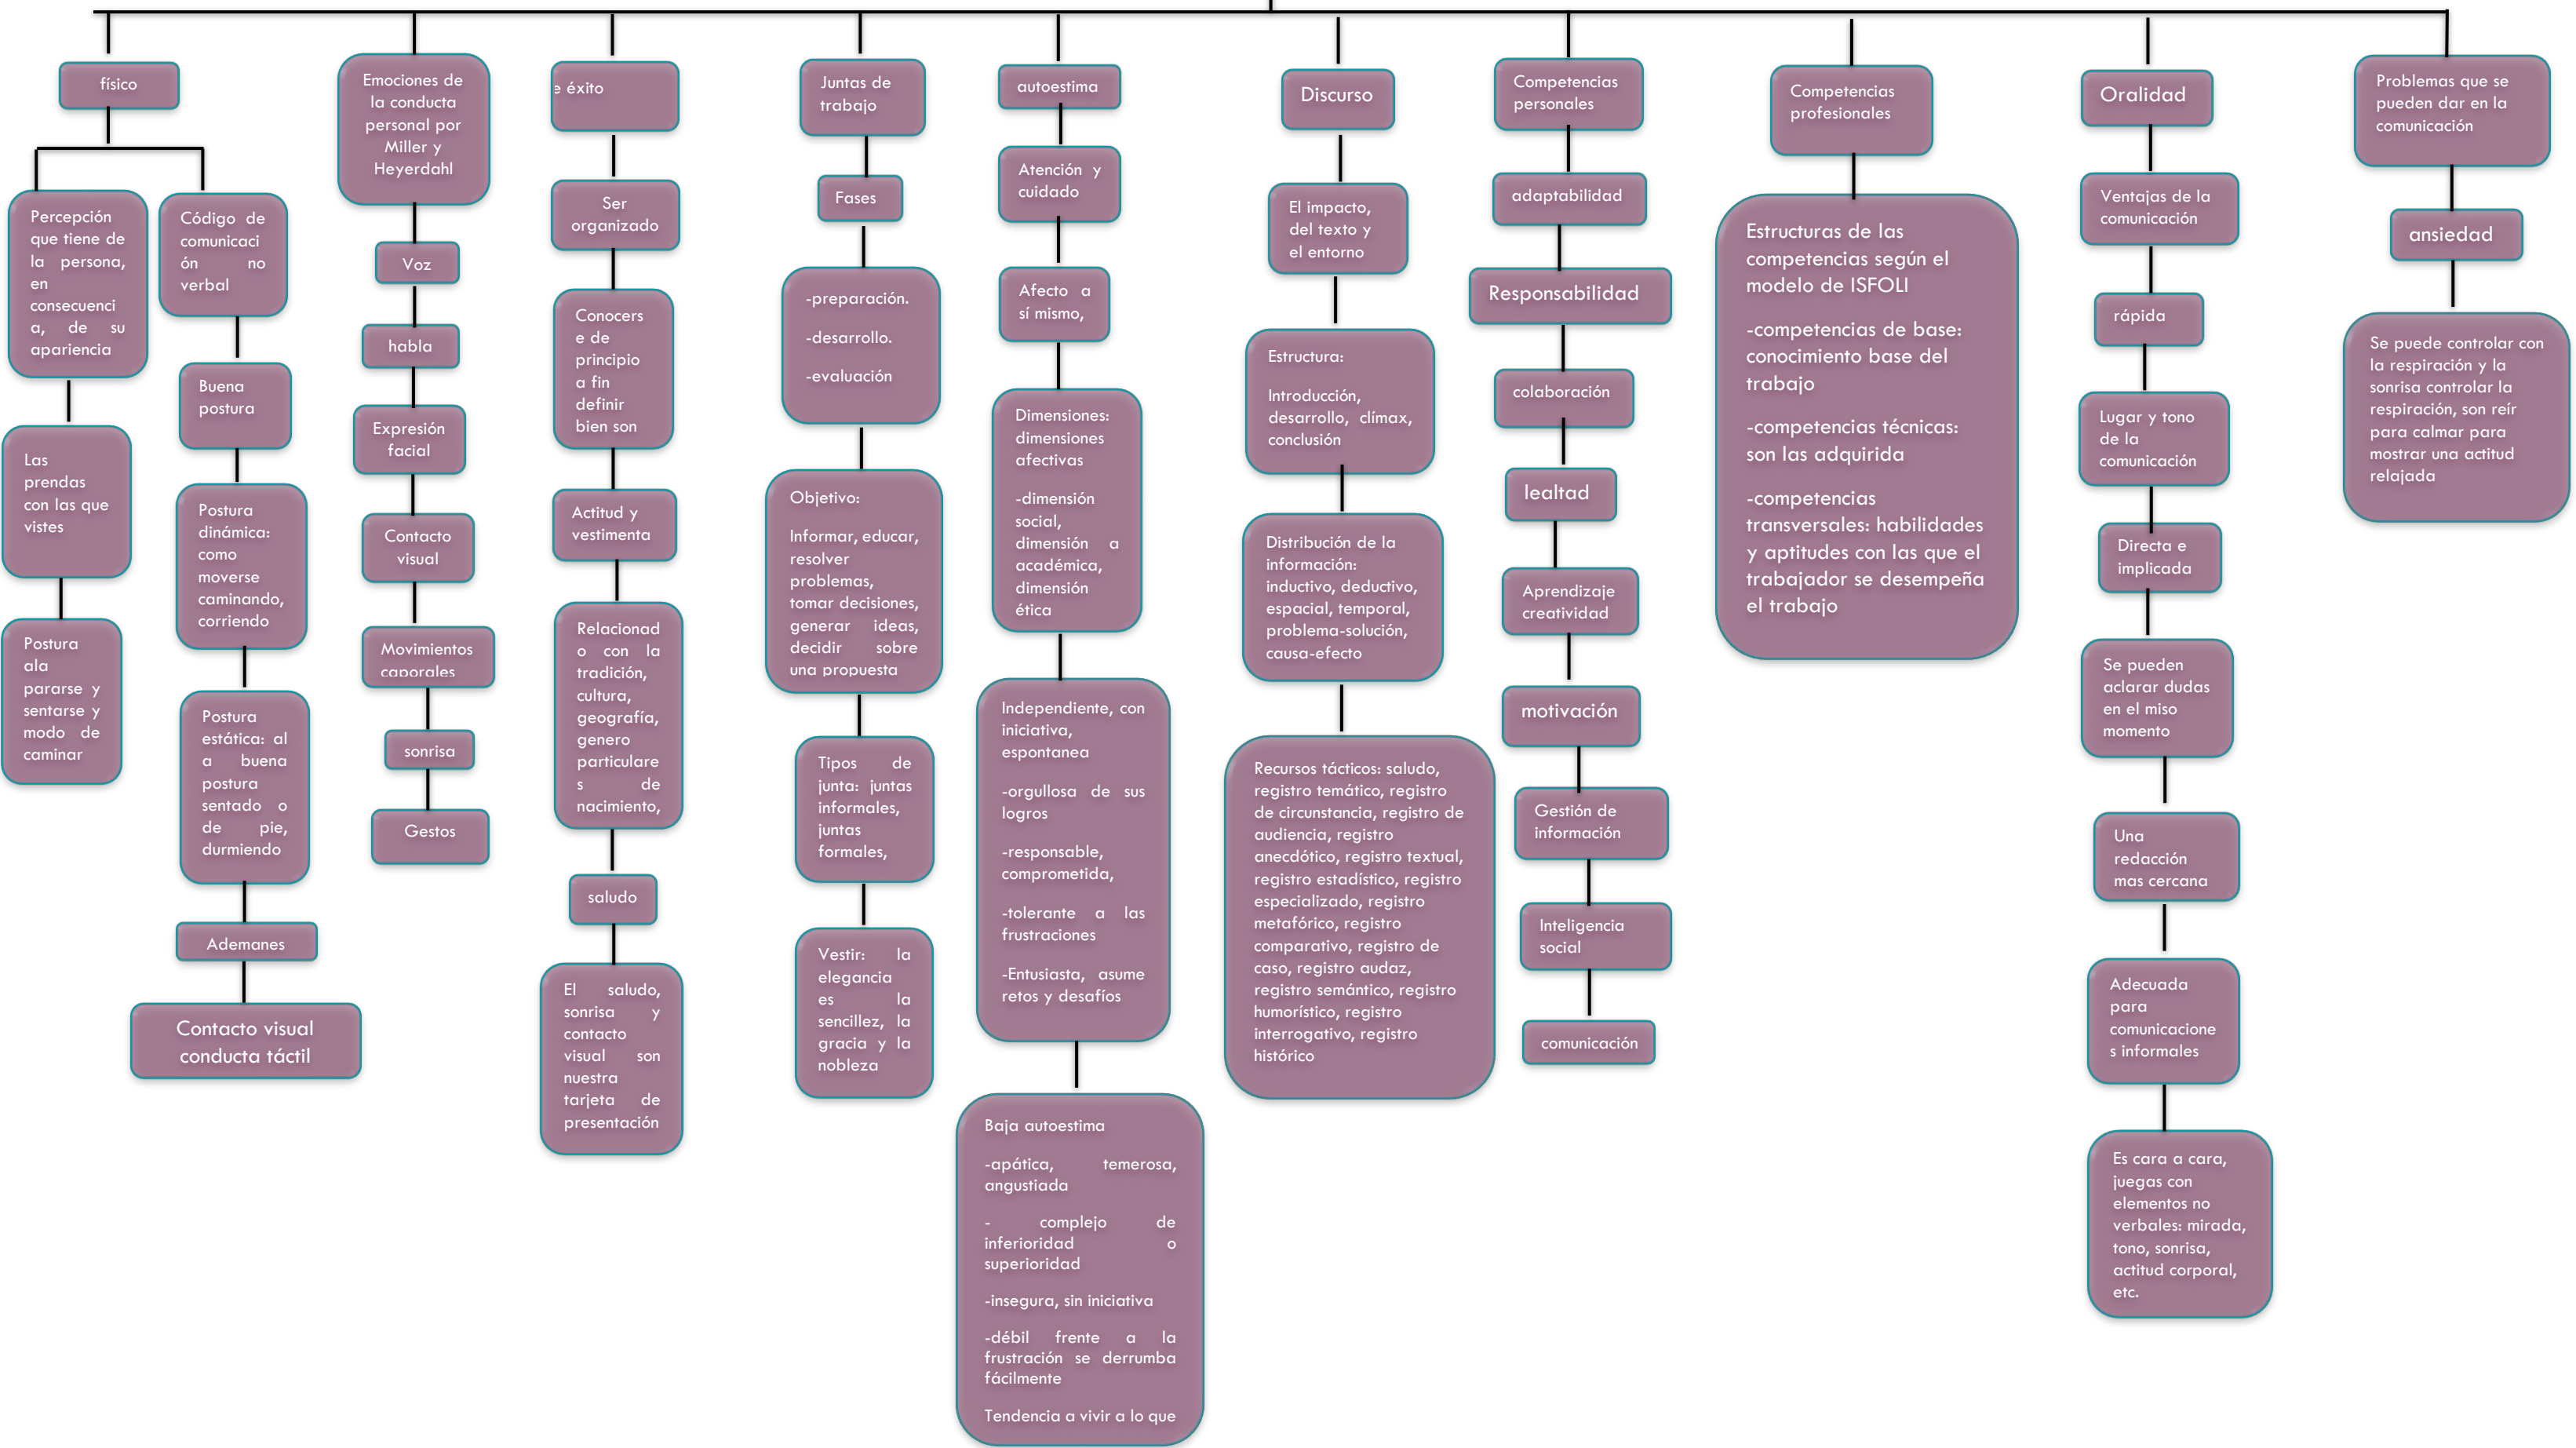 físico
Percepción
que tiene de
la persona,
en
consecuenci
a, de su
apariencia
Las
prendas
con las que
vistes
Postura
ala
pararse y
sentarse y
modo de
caminar
Código de
comunicaci
ón no
verbal
Buena
postura
Postura
dinámica:
como
moverse
caminando,
corriendo
Postura
estática: al
a buena
postura
sentado o
de pie,
durmiendo
Ademanes
Contacto visual
conducta táctil
Emociones de
la conducta
personal por
Miller y
Heyerdahl
Voz
habla
Expresión
facial
Contacto
visual
Movimientos
caporales
sonrisa
Gestos
e éxito
Ser
organizado
Conocers
e de
principio
a fin
definir
bien son
Actitud y
vestimenta
Relacionad
o con la
tradición,
cultura,
geografía,
genero
particulare
s de
nacimiento,
saludo
El saludo,
sonrisa y
contacto
visual son
nuestra
tarjeta de
presentación
Juntas de
trabajo
Fases
-preparación.
-desarrollo.
-evaluación
Objetivo:
Informar, educar,
resolver
problemas,
tomar decisiones,
generar ideas,
decidir sobre
una propuesta
Tipos de
junta: juntas
informales,
juntas
formales,
Vestir: la
elegancia
es la
sencillez, la
gracia y la
nobleza
autoestima
Atención y
cuidado
Afecto a
sí mismo,
Dimensiones:
dimensiones
afectivas
-dimensión
social,
dimensión a
académica,
dimensión
ética
Independiente, con
iniciativa,
espontanea
-orgullosa de sus
logros
-responsable,
comprometida,
-tolerante a las
frustraciones
-Entusiasta, asume
retos y desafíos
Baja autoestima
-apática, temerosa,
angustiada
- complejo de
inferioridad o
superioridad
-insegura, sin iniciativa
-débil frente a la
frustración se derrumba
fácilmente
Tendencia a vivir a lo que
Discurso
El impacto,
del texto y
el entorno
Estructura:
Introducción,
desarrollo, clímax,
conclusión
Distribución de la
información:
inductivo, deductivo,
espacial, temporal,
problema-solución,
causa-efecto
Recursos tácticos: saludo,
registro temático, registro
de circunstancia, registro de
audiencia, registro
anecdótico, registro textual,
registro estadístico, registro
especializado, registro
metafórico, registro
comparativo, registro de
caso, registro audaz,
registro semántico, registro
humorístico, registro
interrogativo, registro
histórico
Competencias
personales
adaptabilidad
Responsabilidad
colaboración
lealtad
Aprendizaje
creatividad
motivación
Gestión de
información
Inteligencia
social
comunicación
Competencias
profesionales
Estructuras de las
competencias según el
modelo de ISFOLI
-competencias de base:
conocimiento base del
trabajo
-competencias técnicas:
son las adquirida
-competencias
transversales: habilidades
y aptitudes con las que el
trabajador se desempeña
el trabajo
Oralidad
Ventajas de la
comunicación
rápida
Lugar y tono
de la
comunicación
Directa e
implicada
Se pueden
aclarar dudas
en el miso
momento
Una
redacción
mas cercana
Adecuada
para
comunicacione
s informales
Es cara a cara,
juegas con
elementos no
verbales: mirada,
tono, sonrisa,
actitud corporal,
etc.
Problemas que se
pueden dar en la
comunicación
ansiedad
Se puede controlar con
la respiración y la
sonrisa controlar la
respiración, son reír
para calmar para
mostrar una actitud
relajada